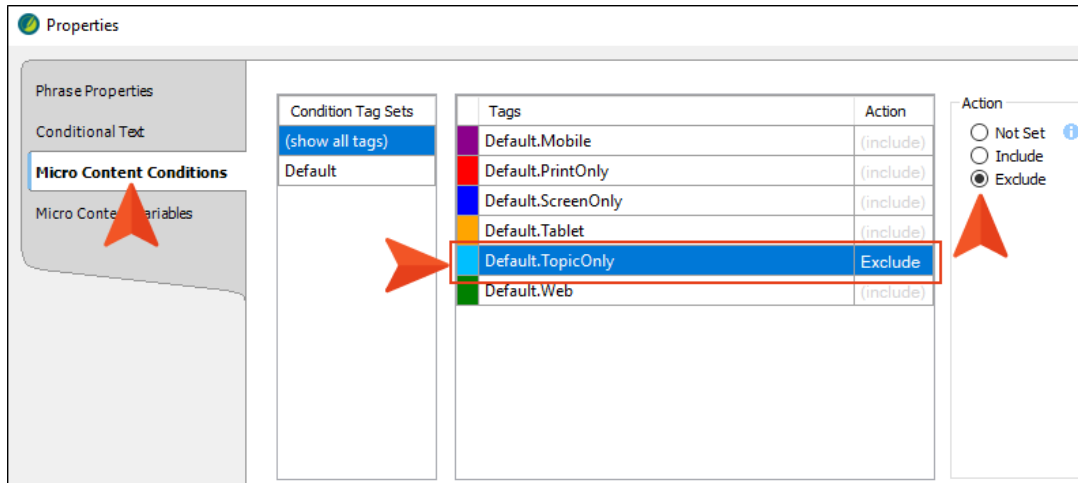 Properties
Phrase Properties
Conditional Text
Micro Content Conditions
Micro Conte ariables
Condition Tag Sets
(show all tags)
Default
Tags Action
Default.Mobile (include)
Default.PrintOnly (include)
Default.ScreenOnly (include)
Default.Tablet (include)
Default.TopicOnly Exclude
Default.Web (include)
Action
Not Set
Include
Exclude